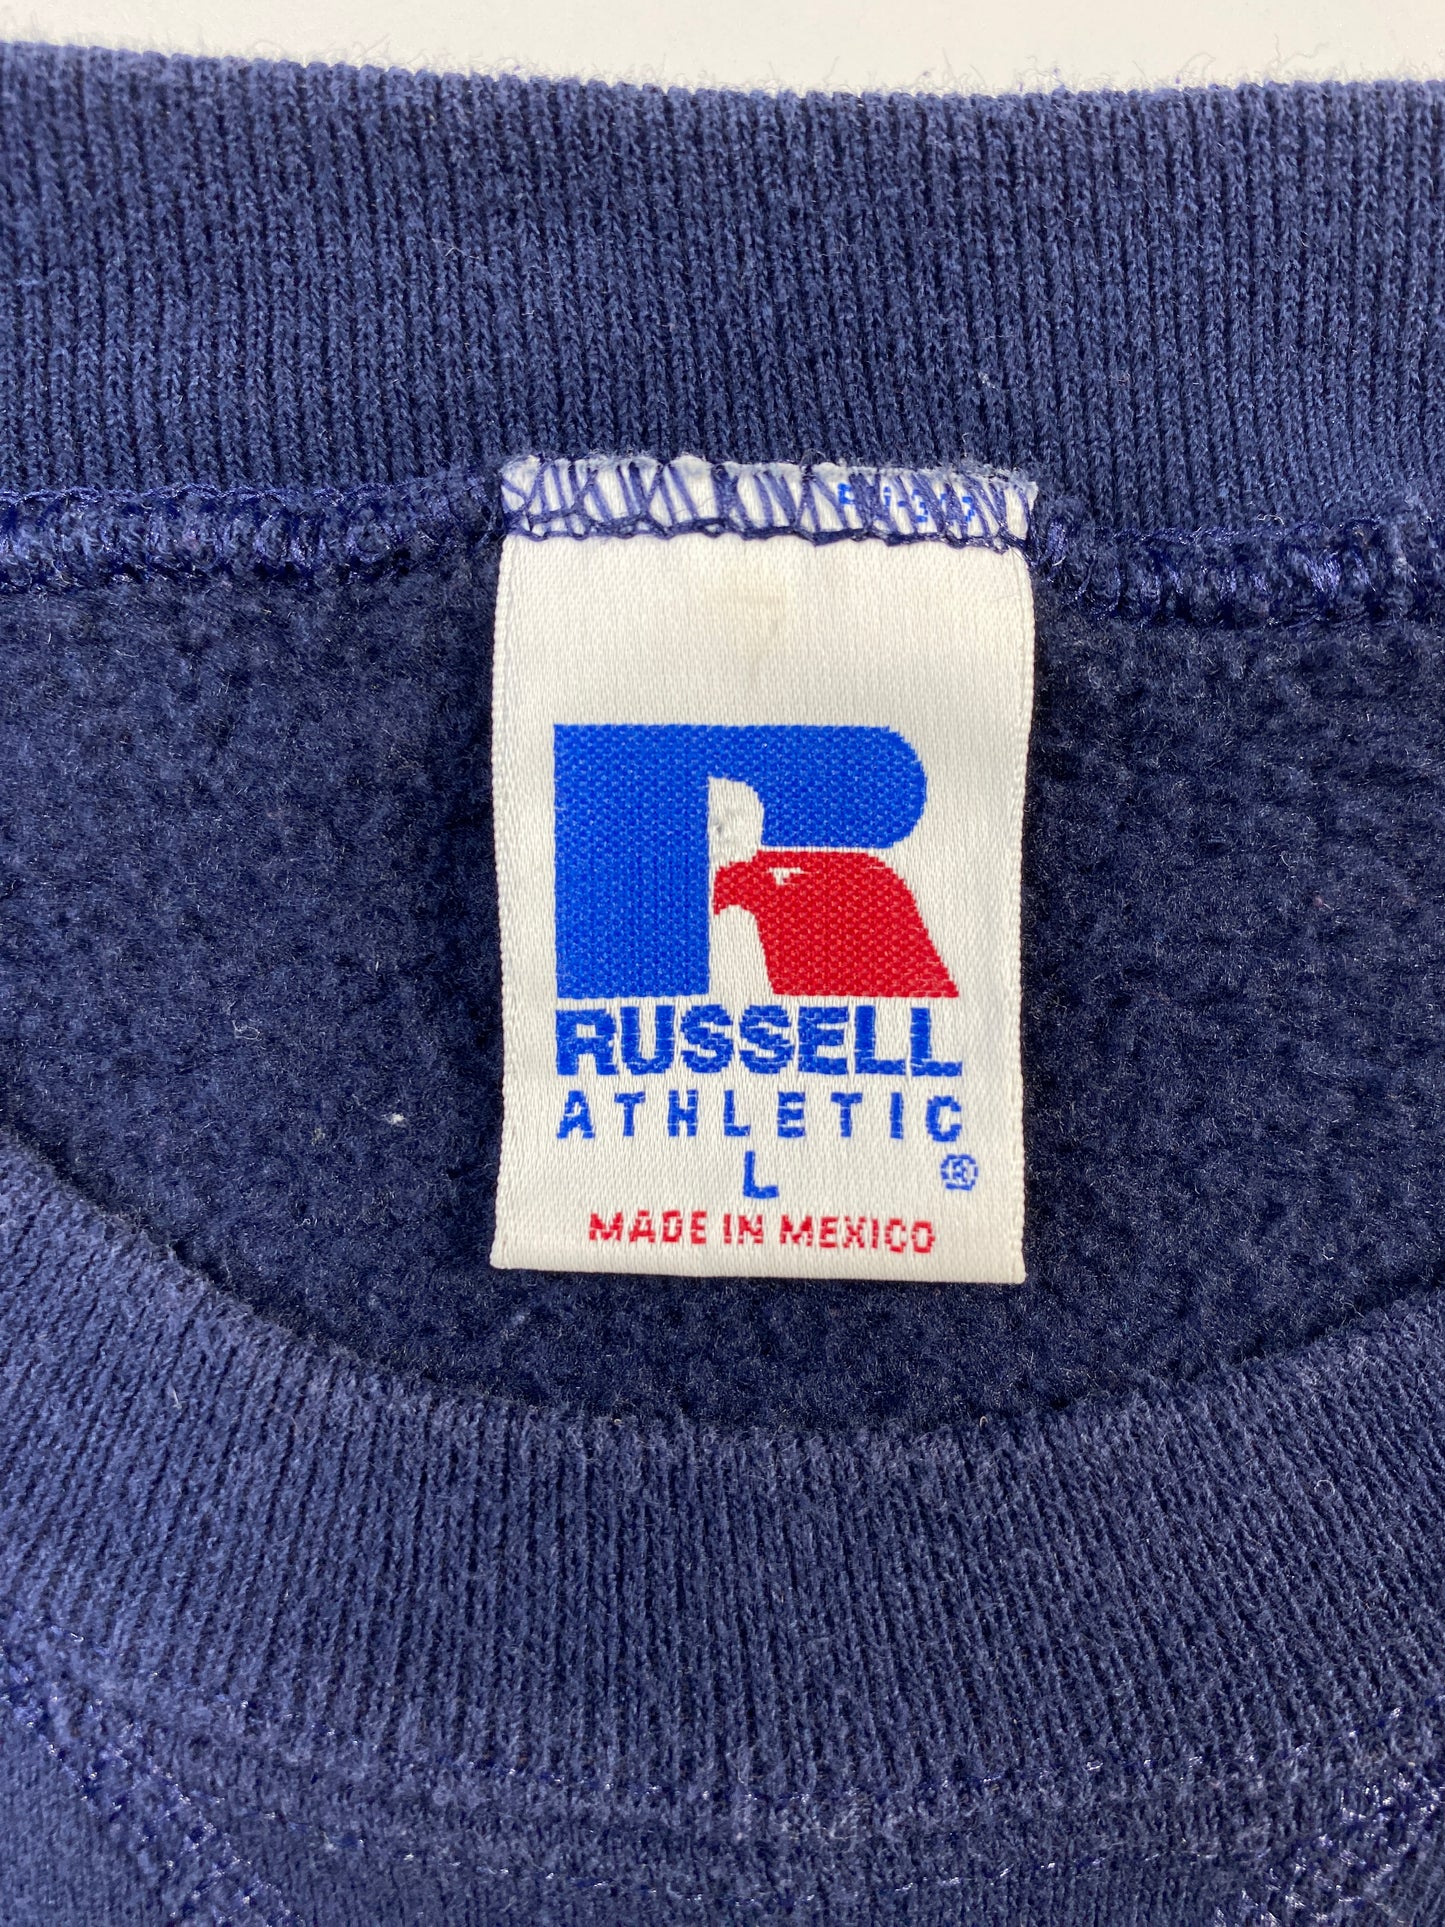 RUSSELL
ATHLETIC
L ®
MADE IN MEXICO